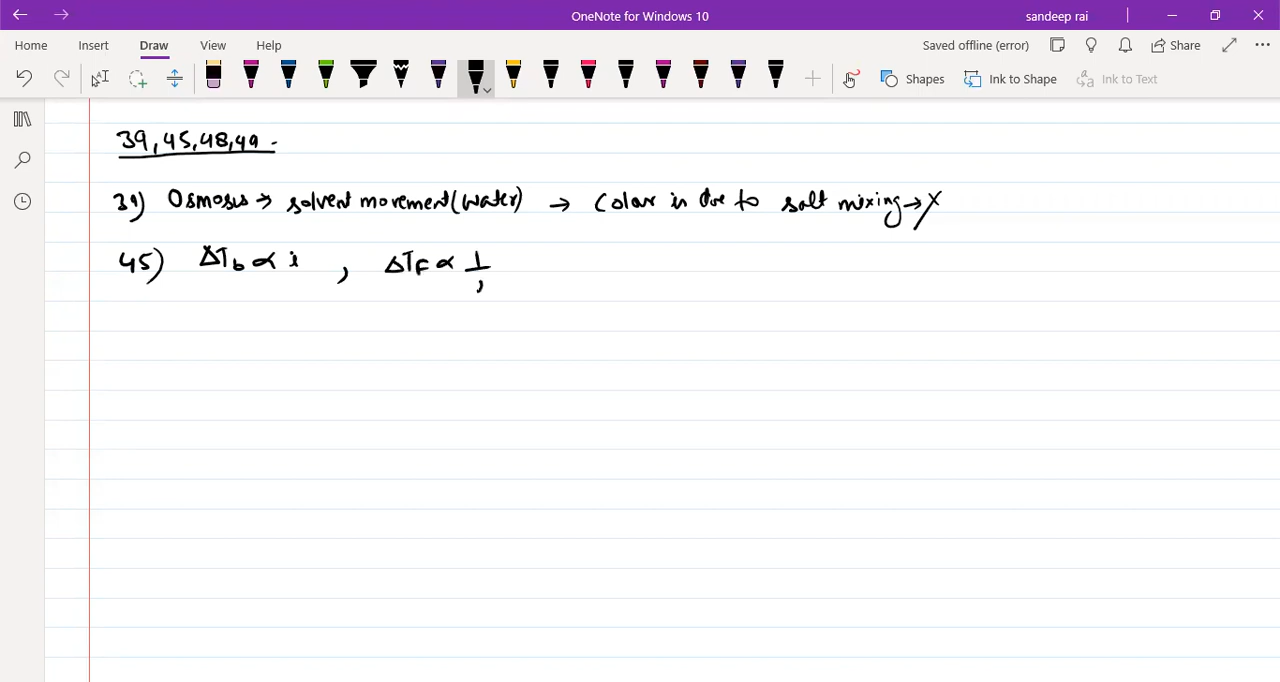 OneNote for Windows 10
sandeep rai
Home Insert Draw View Help
Saved offline (error) Share
Shapes Ink to Shape Ink to Text
39,45,48,49 -
39) Osmosis → solvent movement (water) → Color is due to salt mixing → X
45) ΔTb ∝ i , ΔTF ∝ 1/i